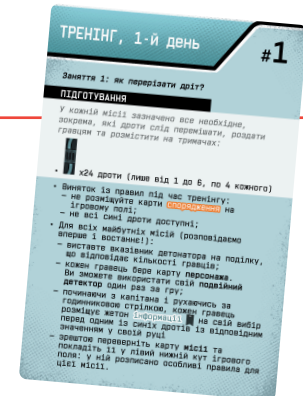 ТРЕНІНГ, 1-й день
#1
Заняття 1: як перерізати дріт?
ПІДГОТУВАННЯ
У кожній місії зазначено все необхідне,
зокрема, які дроти слід перемішати, роздати
гравцям та розмістити на тримачах:
• x24 дроти (лише від 1 до 6, по 4 кожного)
• Виняток із правил під час тренінгу:
– не розміщуйте карти спорядження на
ігровому полі;
– не всі сині дроти доступні;
• Для всіх майбутніх місій (розповідаємо
вперше і востаннє!):
– виставте вказівник детонатора на поділку,
що відповідає кількості гравців;
– кожен гравець бере карту персонажа.
Ви зможете використати свій подвійний
детектор один раз за гру;
– починаючи з капітана і рухаючись за
годинниковою стрілкою, кожен гравець
розміщує жетон інформації на свій вибір
перед одним із синіх дротів із відповідним
значенням у своїй руці
– зрештою переверніть карту місії та
покладіть її у лівий нижній кут ігрового
поля: у ній розписано особливі правила для
цієї місії.